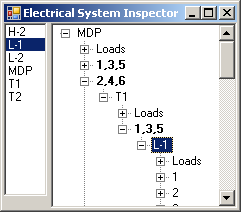 Electrical System Inspector
H-2
L-1
L-2
MDP
T1
T2
MDP
Loads
1,3,5
2,4,6
T1
Loads
1,3,5
L-1
Loads
1
2